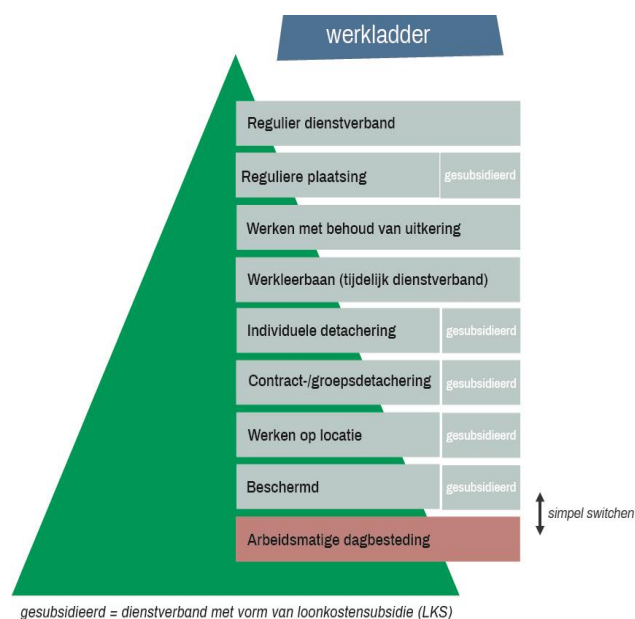 werkladder
Regulier dienstverband
Reguliere plaatsing gesubsidieerd
Werken met behoud van uitkering
Werkleerbaan (tijdelijk dienstverband)
Individuele detachering gesubsidieerd
Contract-/groepsdetachering gesubsidieerd
Werken op locatie gesubsidieerd
Beschermd gesubsidieerd
simpel switchen
Arbeidsmatige dagbesteding
gesubsidieerd = dienstverband met vorm van loonkostensubsidie (LKS)